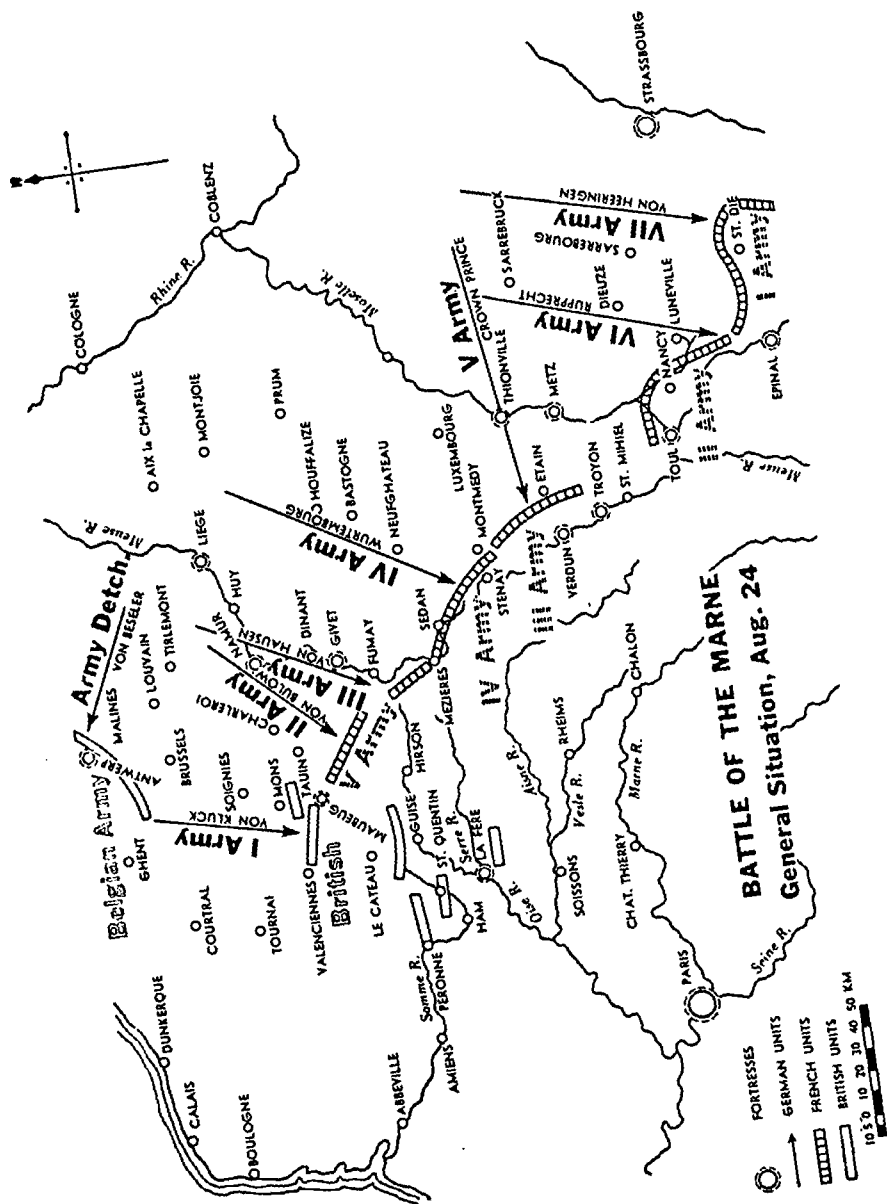 N
STRASSBOURG
COBLENZ
Rhine R.
COLOGNE
Moselle R.
AIX la CHAPELLE
MONTJOIE
PRUM
HOUFFALIZE
BASTOGNE
NEUFGHATEAU
LUXEMBOURG
MONTMEDY
ETAIN
THIONVILLE
METZ
SARREBRUCK
SARREBOURG
DIEUZE
LUNEVILLE
NANCY
ST. DIE
EPINAL
TOUL
ST. MIHIEL
TROYON
VERDUN
STENAY
SEDAN
MEZIERES
FUMAY
GIVET
DINANT
NAMUR
HUY
LIEGE
Meuse R.
Meuse R.
VII Army
VON HEERINGEN
VI Army
RUPPRECHT
V Army
CROWN PRINCE
IV Army
WURTEMBOURG
III Army
VON HAUSEN
II Army
VON BULOW
I Army
VON KLUCK
Army Detch.
VON BESELER
I Army
II Army
III Army
IV Army
V Army
British
Belgian Army
ANTWERP
MALINES
LOUVAIN
TIRLEMONT
BRUSSELS
GHENT
SOIGNIES
MONS
TAUIN
CHARLEROI
COURTRAL
TOURNAI
VALENCIENNES
MAUBEUG
LE CATEAU
HIRSON
GUISE
ST. QUENTIN
Serre R.
LA FERE
HAM
Oise R.
Somme R.
PERONNE
AMIENS
ABBEVILLE
BOULOGNE
CALAIS
DUNKERQUE
Aisne R.
RHEIMS
Vesle R.
SOISSONS
CHALON
Marne R.
CHAT. THIERRY
PARIS
Seine R.
BATTLE OF THE MARNE
General Situation, Aug. 24
FORTRESSES
GERMAN UNITS
FRENCH UNITS
BRITISH UNITS
10 5 0 10 20 30 40 50 KM